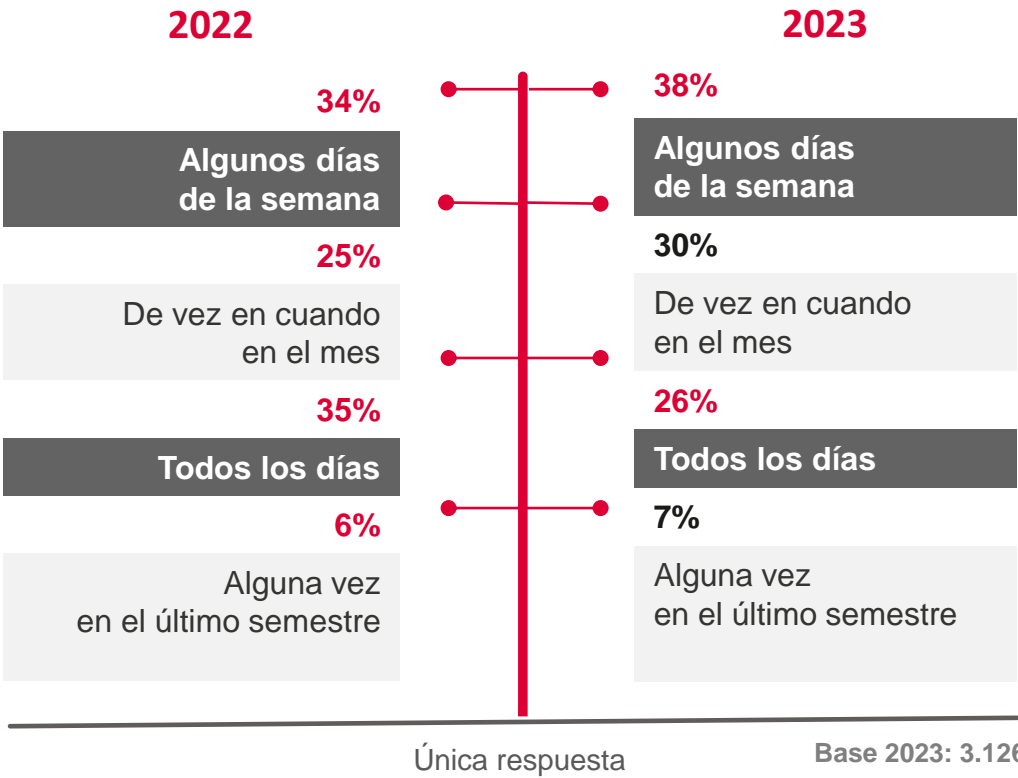 2022
34%
Algunos días
de la semana
25%
De vez en cuando
en el mes
35%
Todos los días
6%
Alguna vez
en el último semestre
2023
38%
Algunos días
de la semana
30%
De vez en cuando
en el mes
26%
Todos los días
7%
Alguna vez
en el último semestre
Única respuesta
Base 2023: 3.126